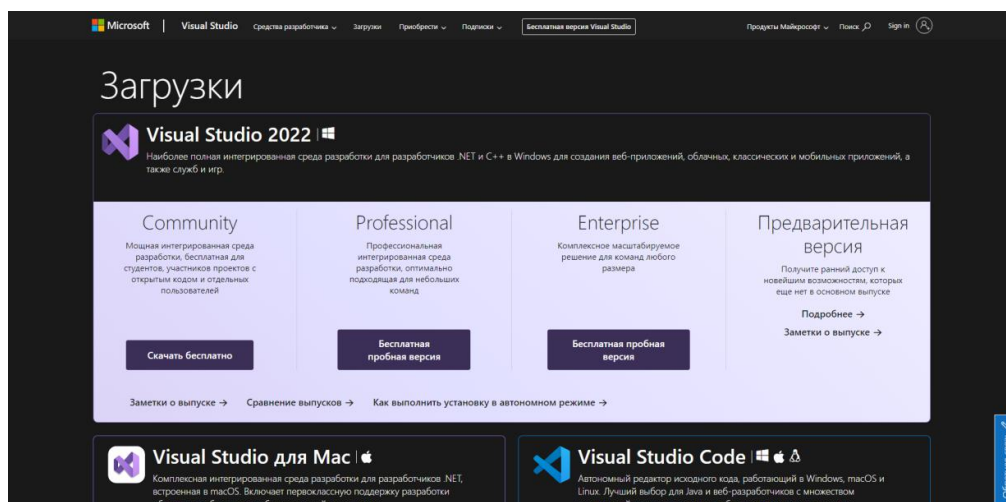 Microsoft | Visual Studio Средства разработчика Загрузки Приобрести Подписки Бесплатная версия Visual Studio Продукты Майкрософт Поиск Sign in
Загрузки
Visual Studio 2022
Наиболее полная интегрированная среда разработки для разработчиков .NET и C++ в Windows для создания веб-приложений, облачных, классических и мобильных приложений, а
также служб и игр.
Community
Мощная интегрированная среда
разработки, бесплатная для
студентов, участников проектов с
открытым кодом и отдельных
пользователей
Скачать бесплатно
Professional
Профессиональная
интегрированная среда
разработки, оптимально
подходящая для небольших
команд
Бесплатная
пробная версия
Enterprise
Комплексное масштабируемое
решение для команд любого
размера
Бесплатная пробная
версия
Предварительная
версия
Получите ранний доступ к
новейшим возможностям, которых
еще нет в основном выпуске
Подробнее →
Заметки о выпуске →
Заметки о выпуске → Сравнение выпусков → Как выполнить установку в автономном режиме →
Visual Studio для Mac
Комплексная интегрированная среда разработки для разработчиков .NET,
встроенная в macOS. Включает первоклассную поддержку разработки
Visual Studio Code
Автономный редактор исходного кода, работающий в Windows, macOS и
Linux. Лучший выбор для Java и веб-разработчиков с множеством